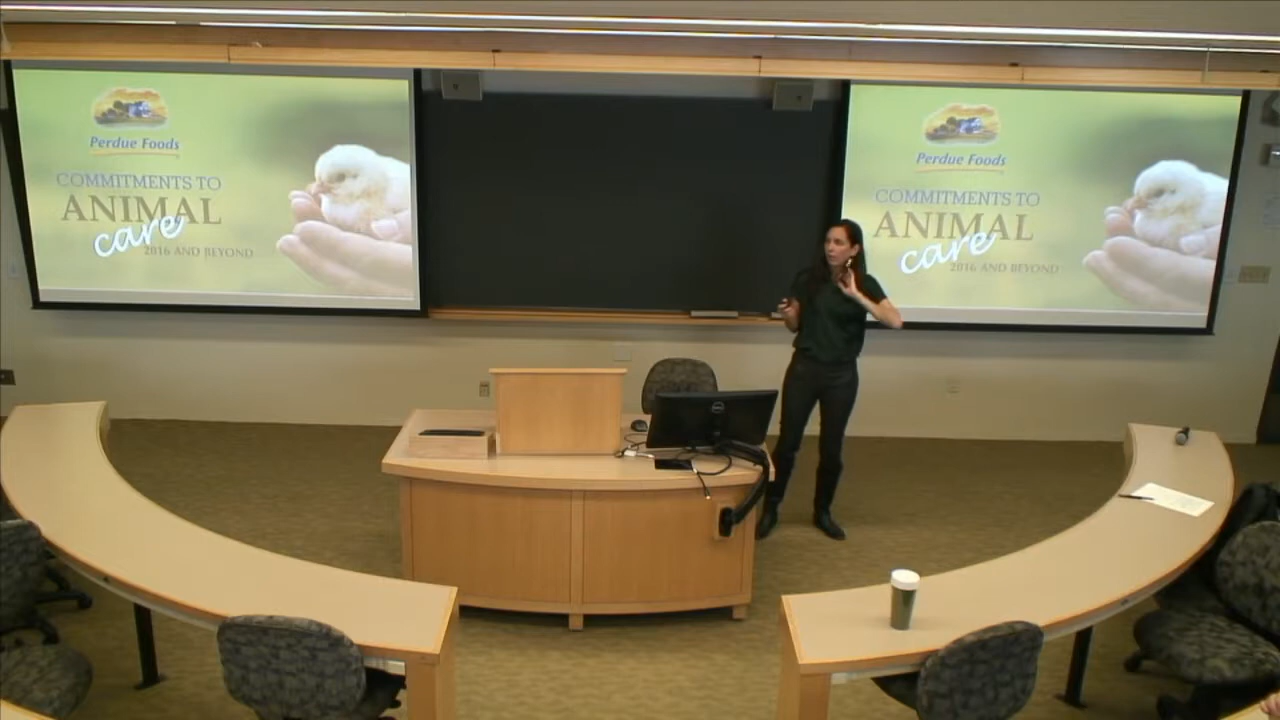 Perdue Foods
COMMITMENTS TO
ANIMAL
care
2016 AND BEYOND
Perdue Foods
COMMITMENTS TO
ANIMAL
care
2016 AND BEYOND